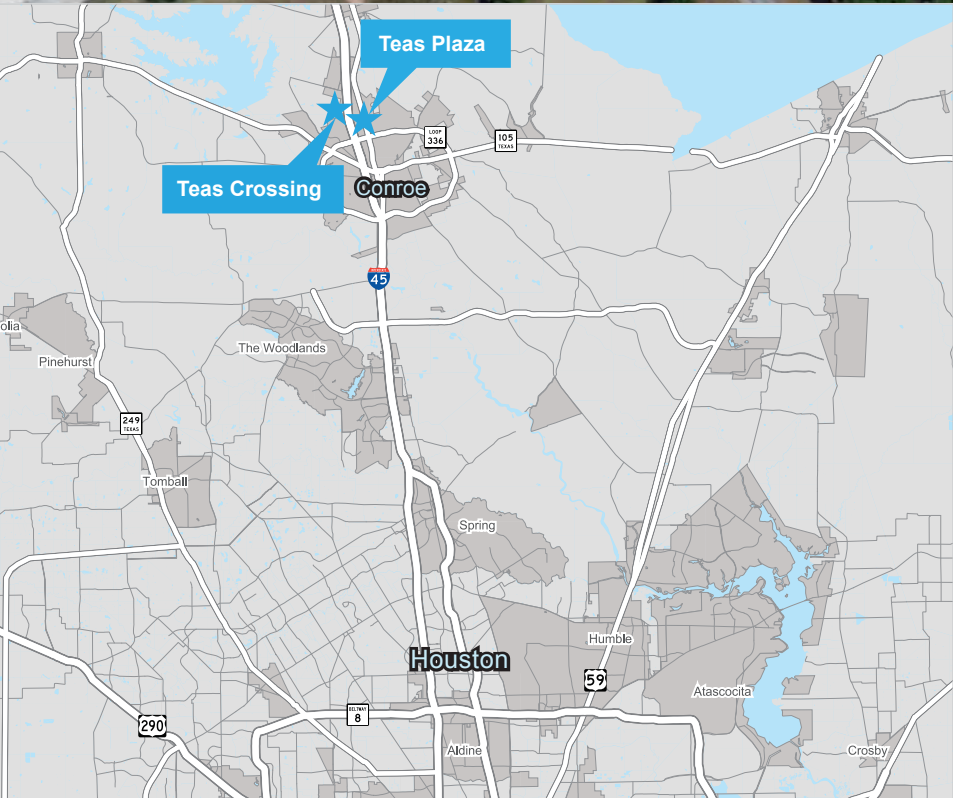 Teas Plaza
LOOP
336
105
TEXAS
Teas Crossing
Conroe
45
olia
The Woodlands
Pinehurst
249
TEXAS
Tomball
Spring
Humble
Houston
59
Atascocita
BELTWAY
8
290
Aldine
Crosby